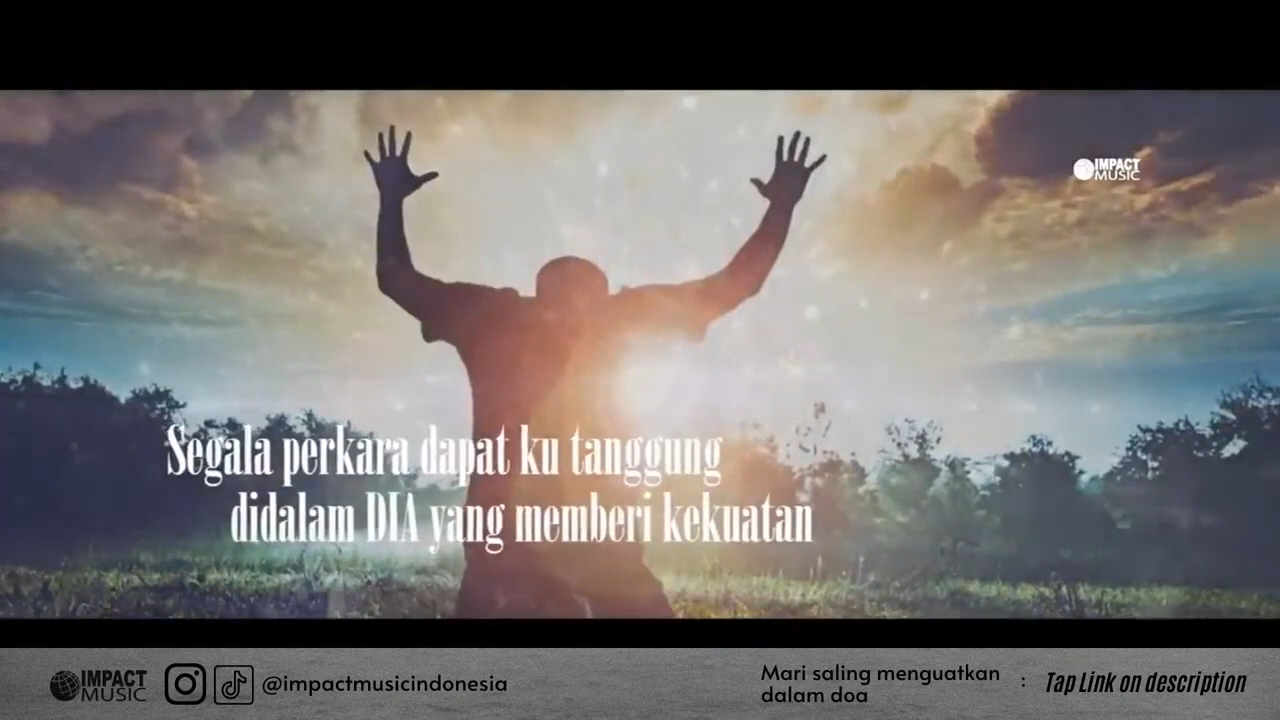 IMPACT
MUSIC
Segala perkara dapat ku tanggung
didalam DIA yang memberi kekuatan
IMPACT
MUSIC
@impactmusicindonesia
Mari saling menguatkan
dalam doa
:
Tap Link on description